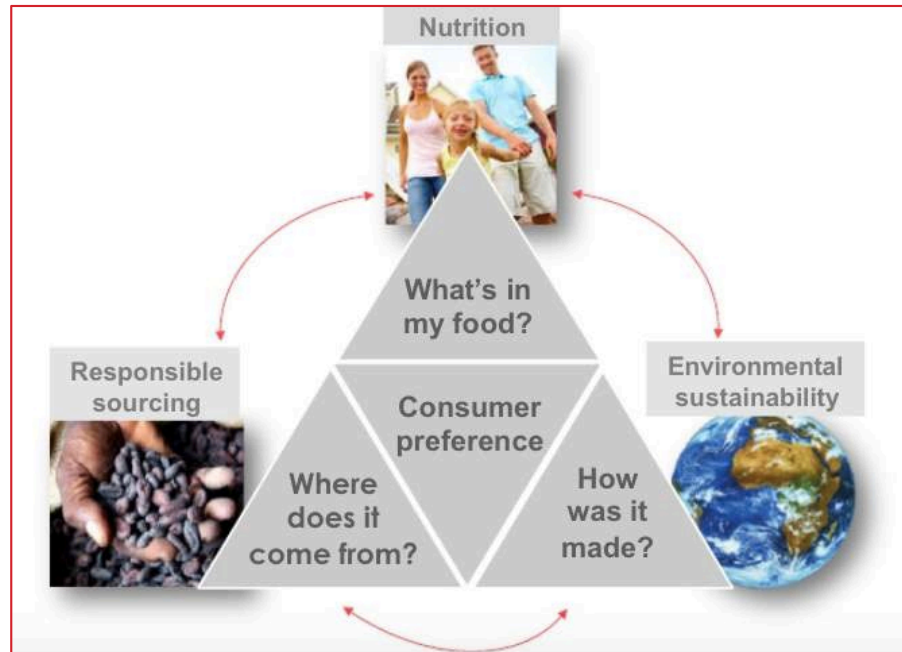 Nutrition
What's in
my food?
Responsible
sourcing
Environmental
sustainability
Consumer
preference
Where
does it
come from?
How
was it
made?